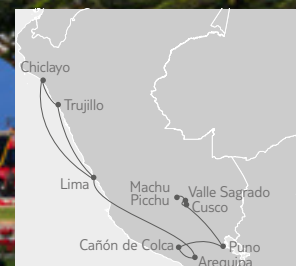 Chiclayo
Trujillo
Lima
Machu
Picchu
Valle Sagrado
Cusco
Cañón de Colca
Puno
Arequipa